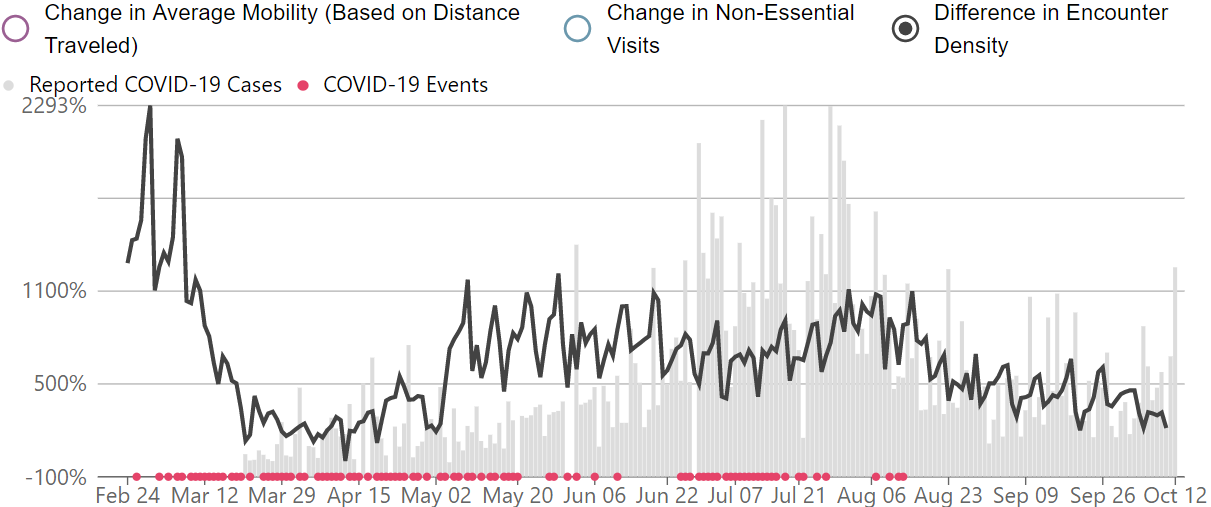 Change in Average Mobility (Based on Distance Traveled)
Change in Non-Essential Visits
Difference in Encounter Density
Reported COVID-19 Cases
COVID-19 Events
2293%
1100%
500%
-100%
Feb 24
Mar 12
Mar 29
Apr 15
May 02
May 20
Jun 06
Jun 22
Jul 07
Jul 21
Aug 06
Aug 23
Sep 09
Sep 26
Oct 12